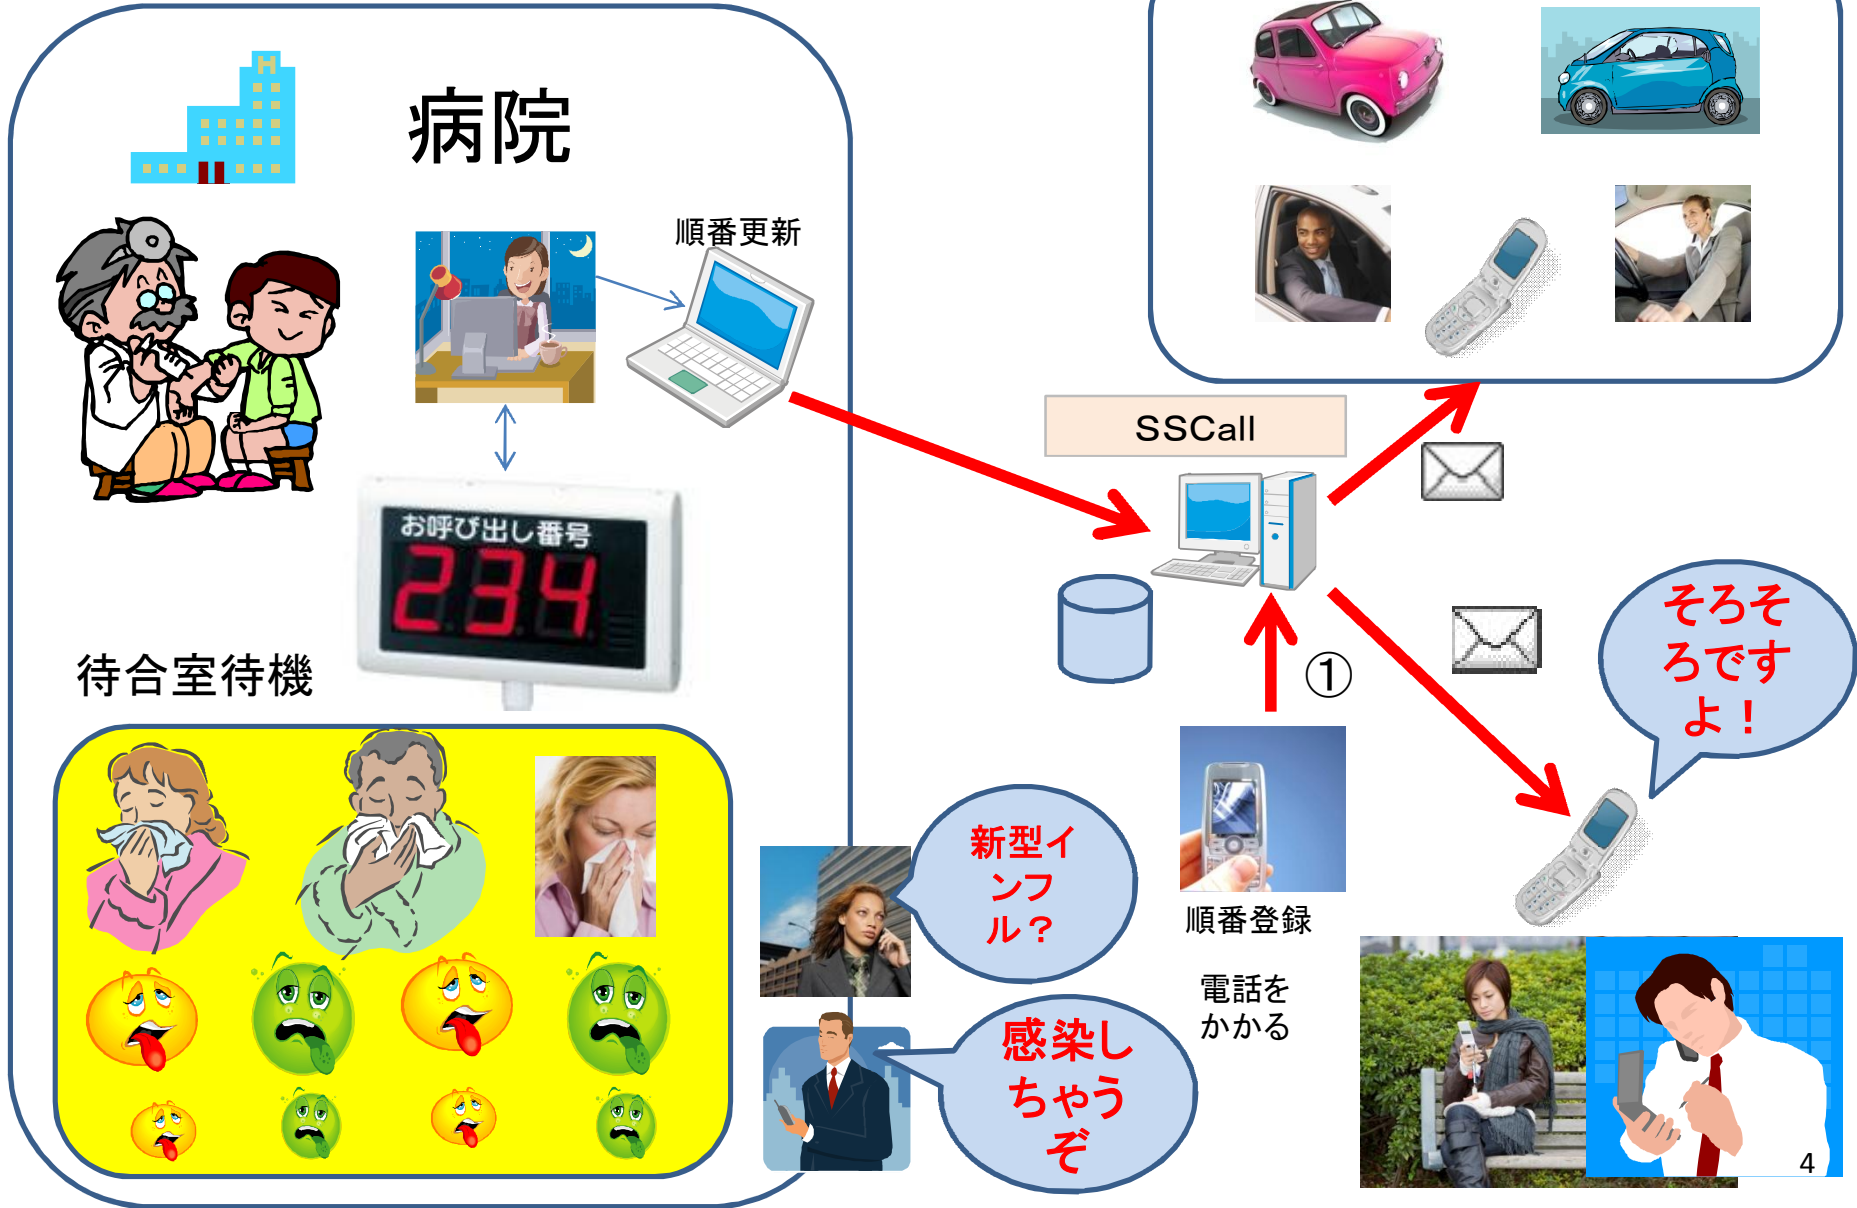 病院
H
順番更新
SSCall
お呼び出し番号
234
待合室待機
そろそ
ろです
よ！
①
新型イ
ンフ
ル？
順番登録
電話を
かかる
感染し
ちゃう
ぞ
4